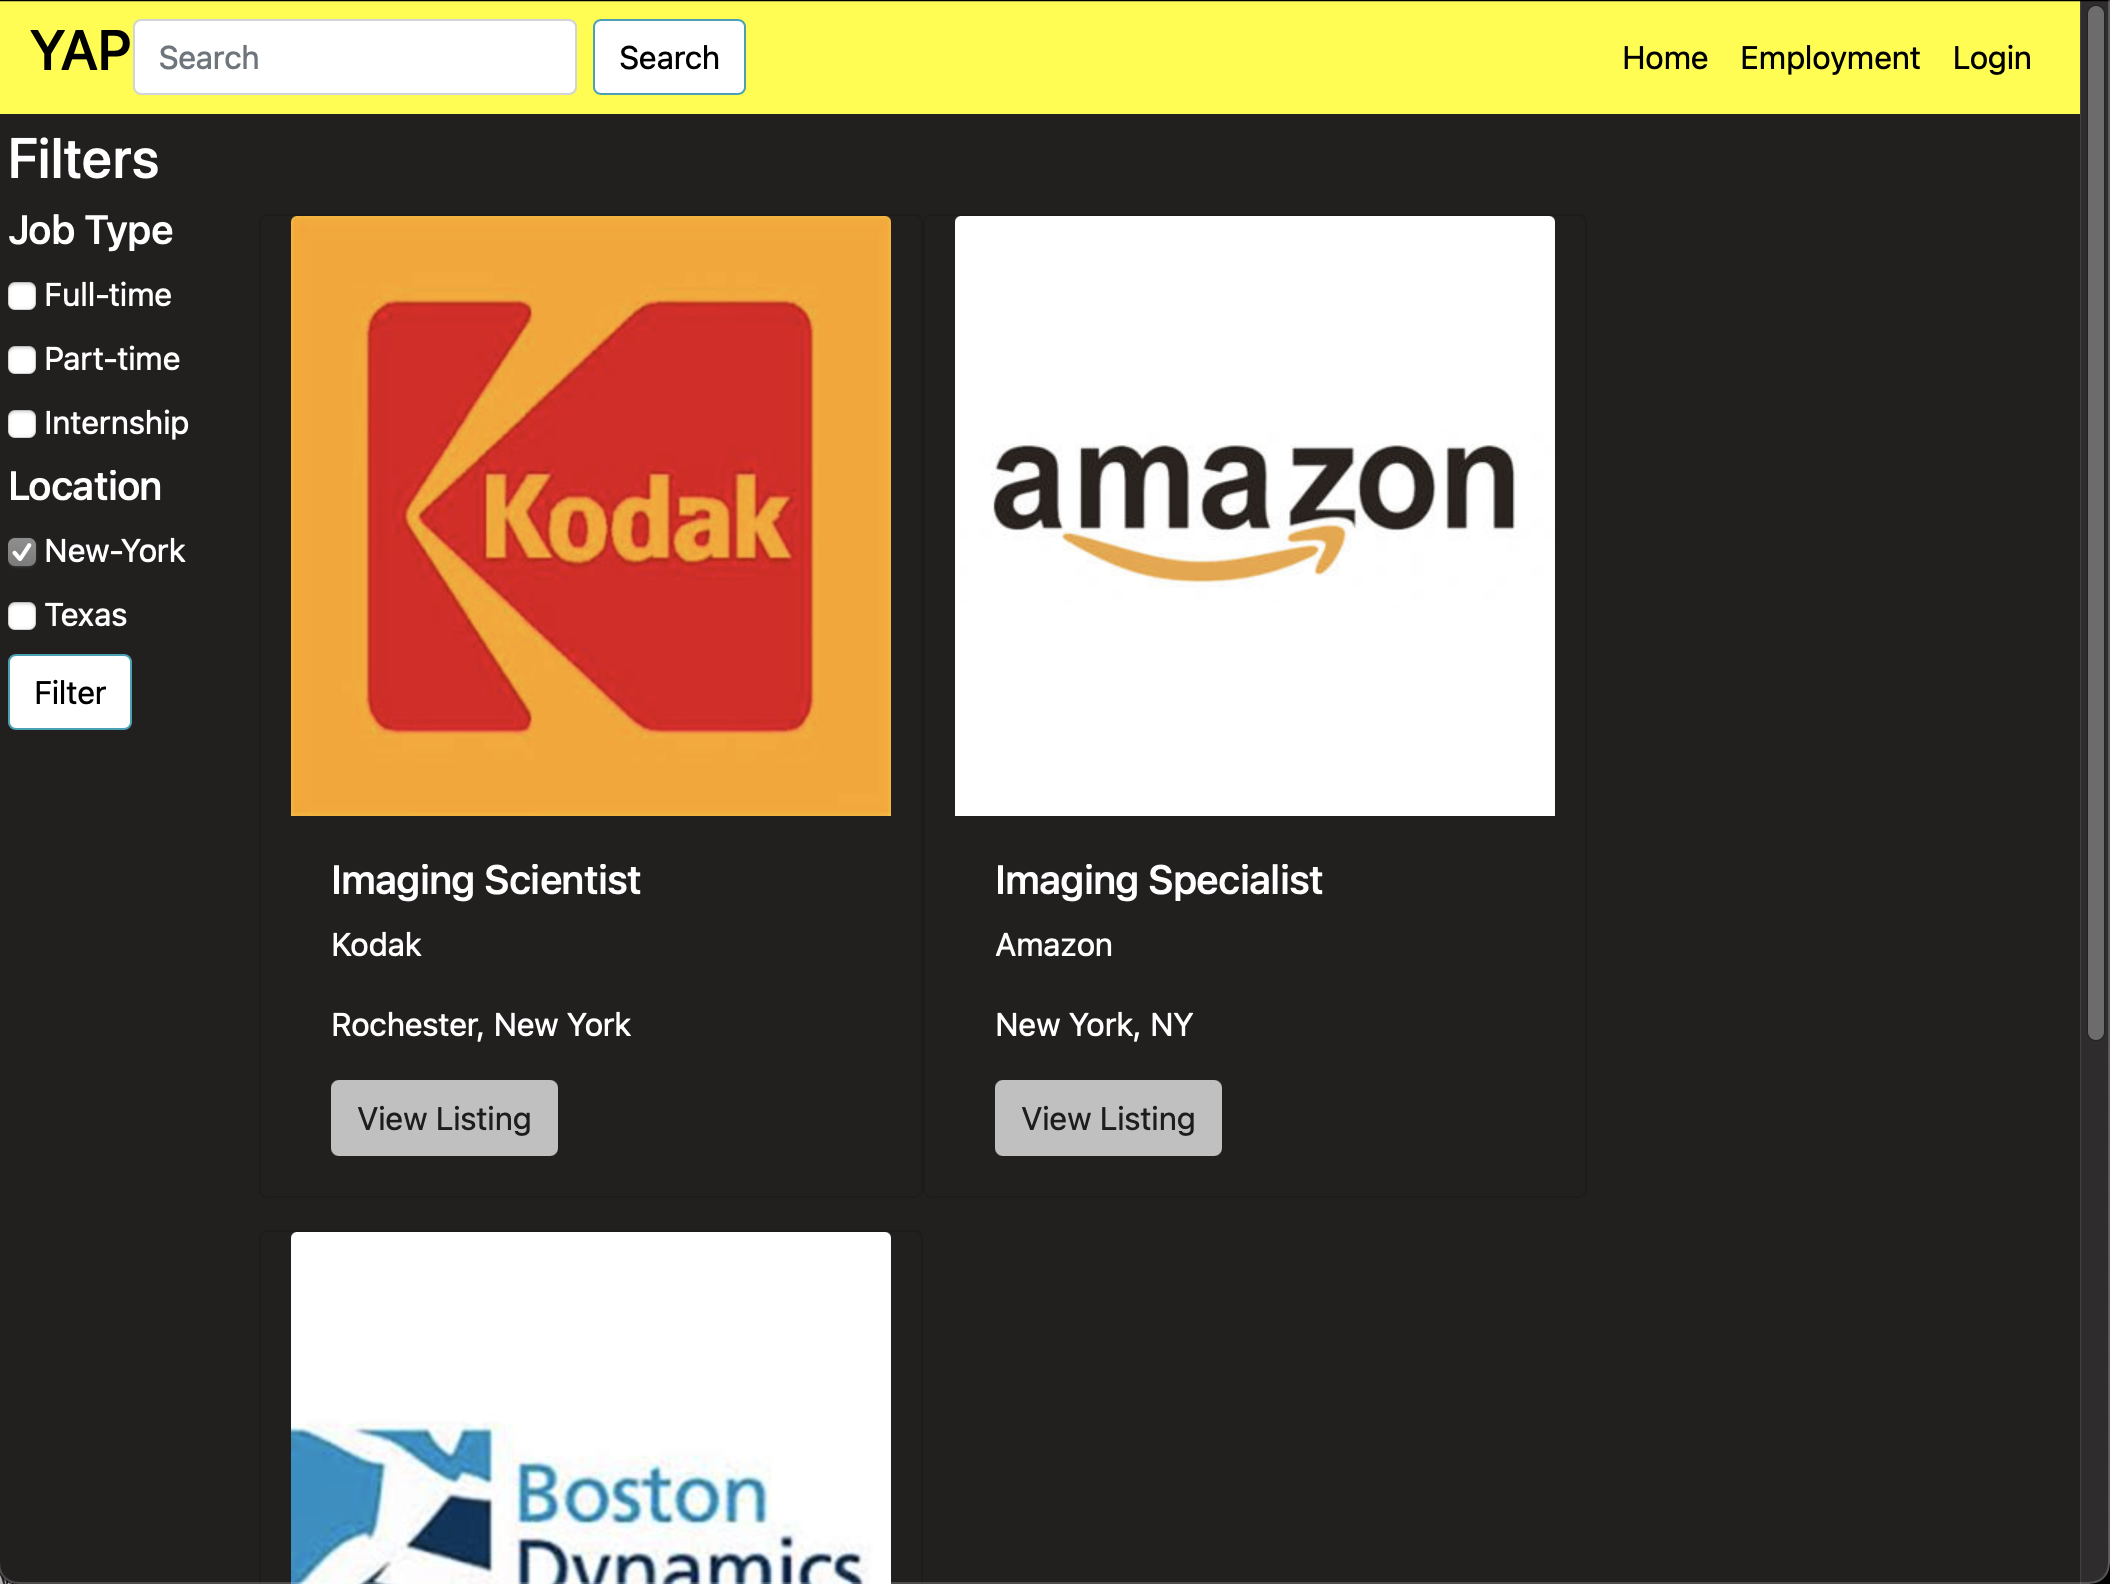 YAP
Search
Search
Home
Employment
Login
Filters
Job Type
Full-time
Part-time
Internship
Location
New-York
Texas
Filter
Kodak
amazon
Imaging Scientist
Kodak
Rochester, New York
View Listing
Imaging Specialist
Amazon
New York, NY
View Listing
Boston
Dynamics